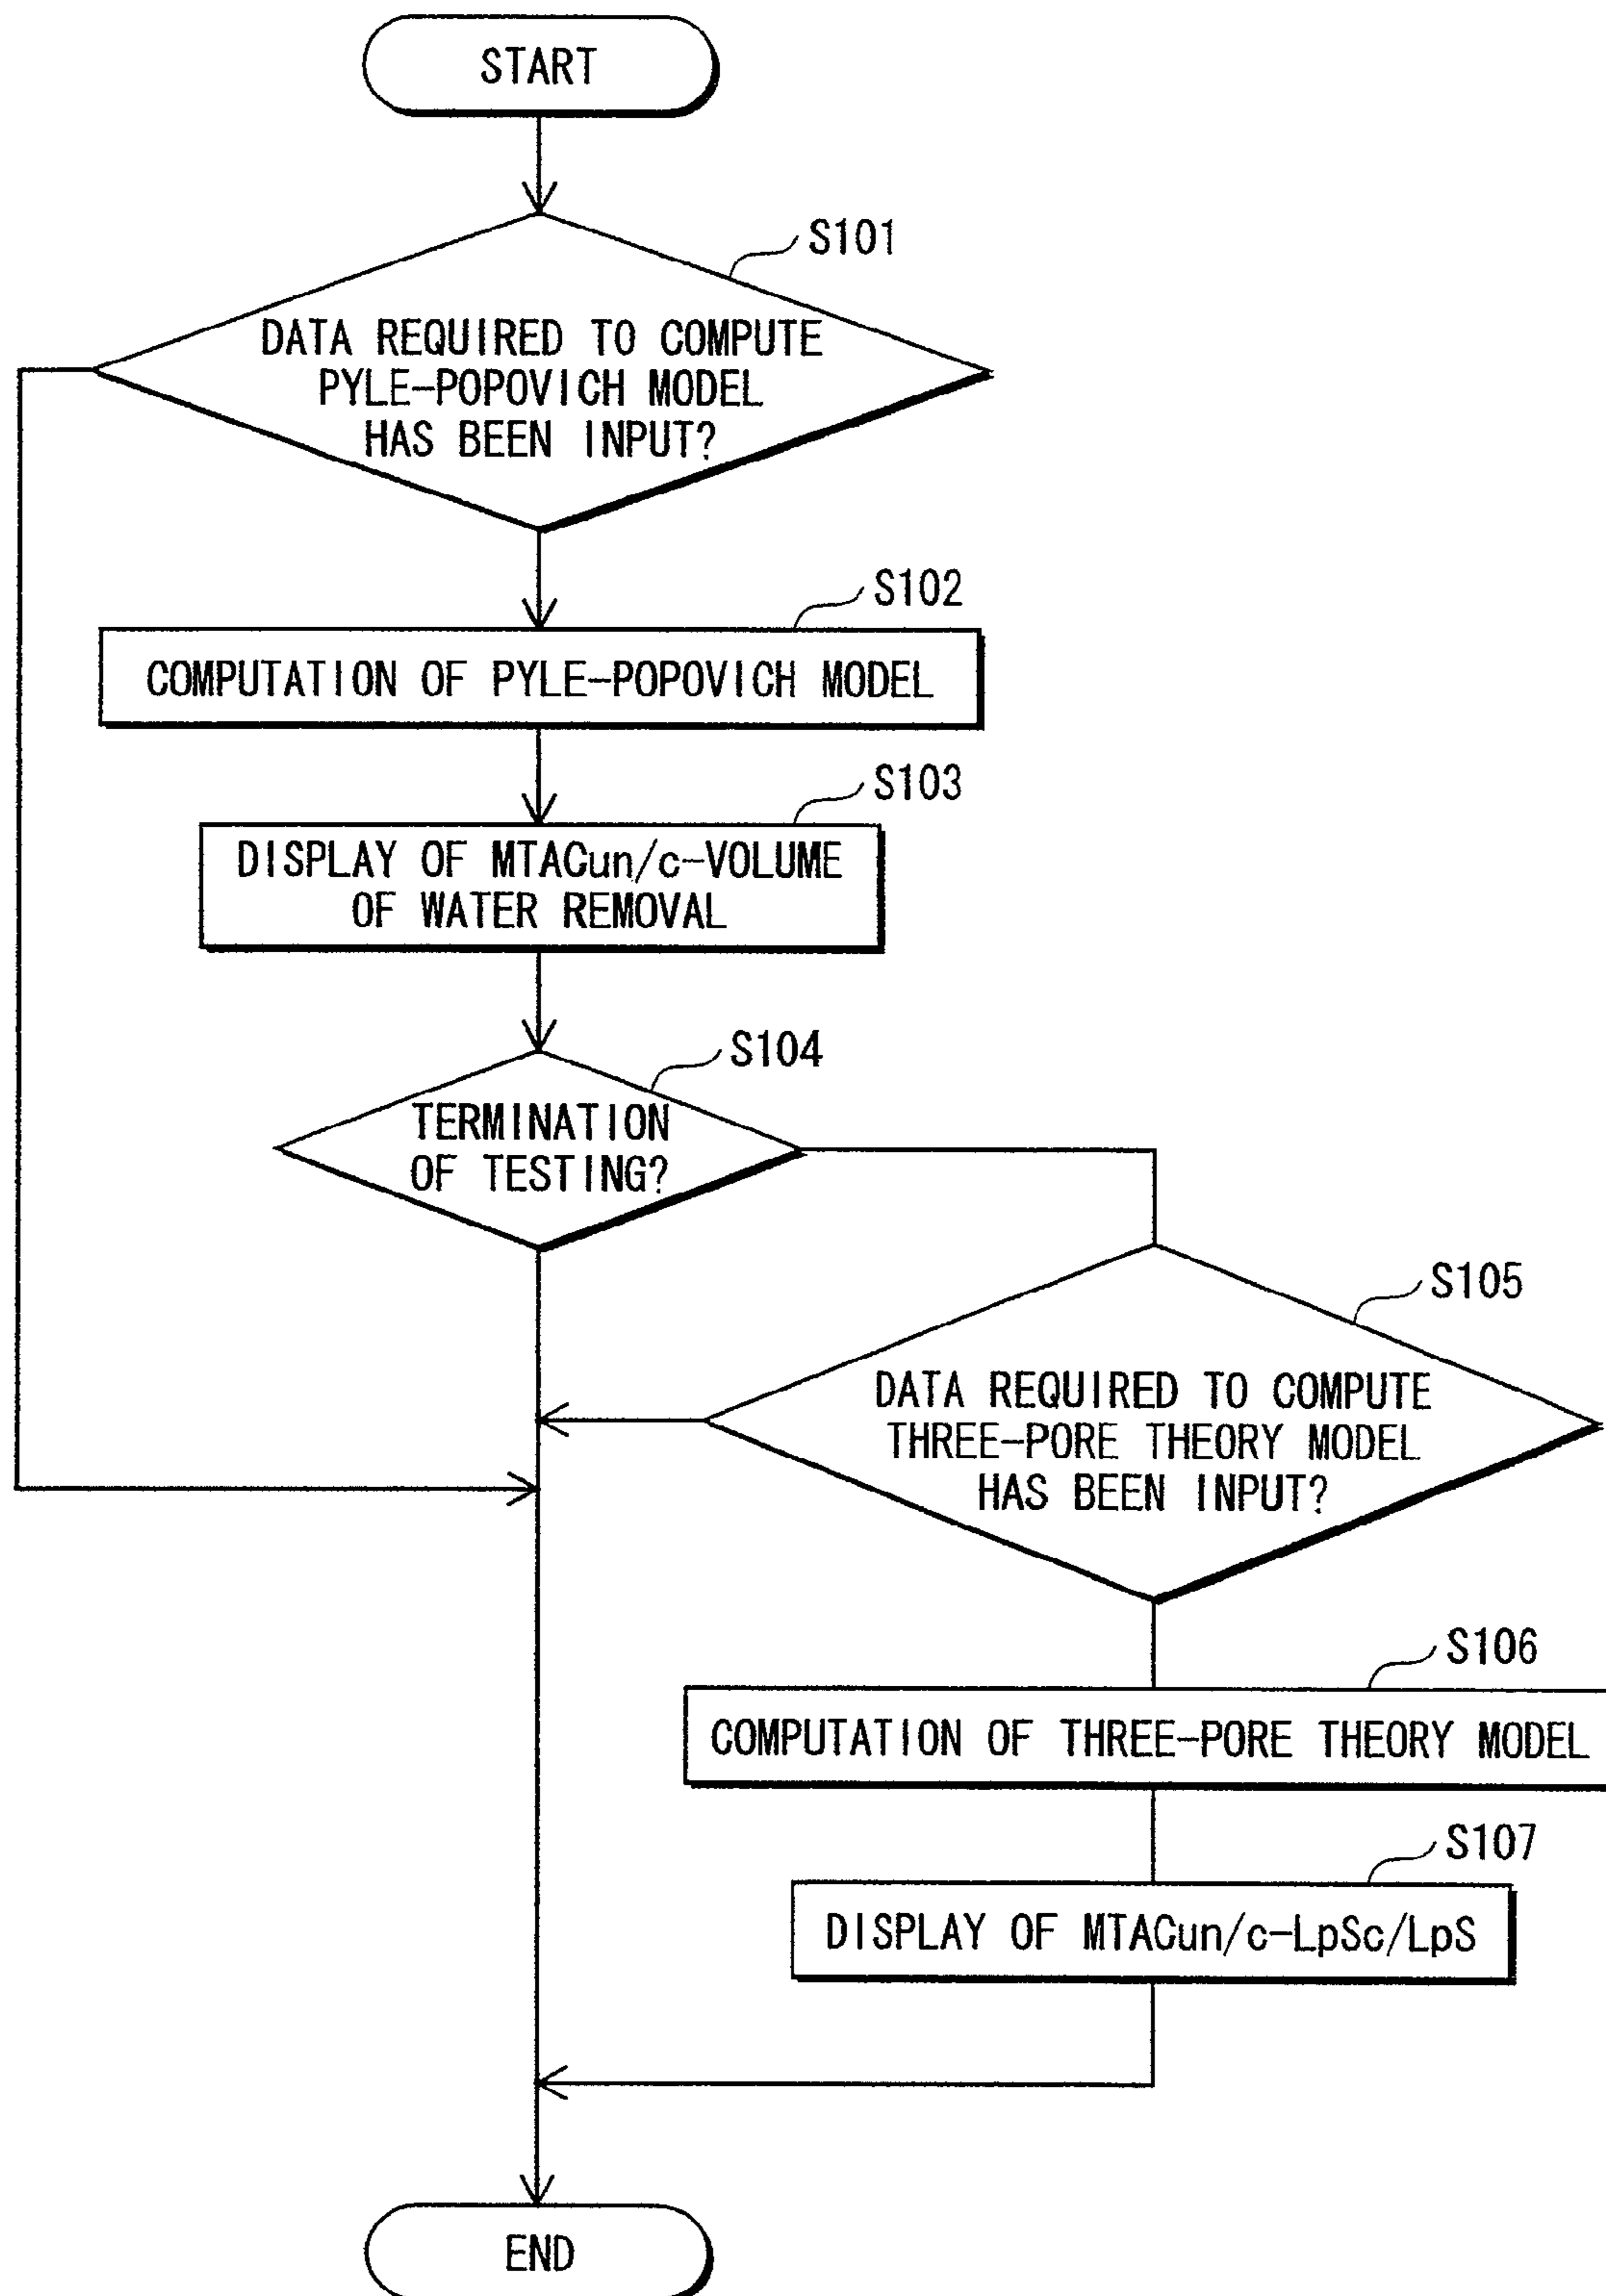 START
S101
DATA REQUIRED TO COMPUTE
PYLE-POPOVICH MODEL
HAS BEEN INPUT?
S102
COMPUTATION OF PYLE-POPOVICH MODEL
S103
DISPLAY OF MTACun/c-VOLUME
OF WATER REMOVAL
S104
TERMINATION
OF TESTING?
S105
DATA REQUIRED TO COMPUTE
THREE-PORE THEORY MODEL
HAS BEEN INPUT?
S106
COMPUTATION OF THREE-PORE THEORY MODEL
S107
DISPLAY OF MTACun/c-LpSc/LpS
END